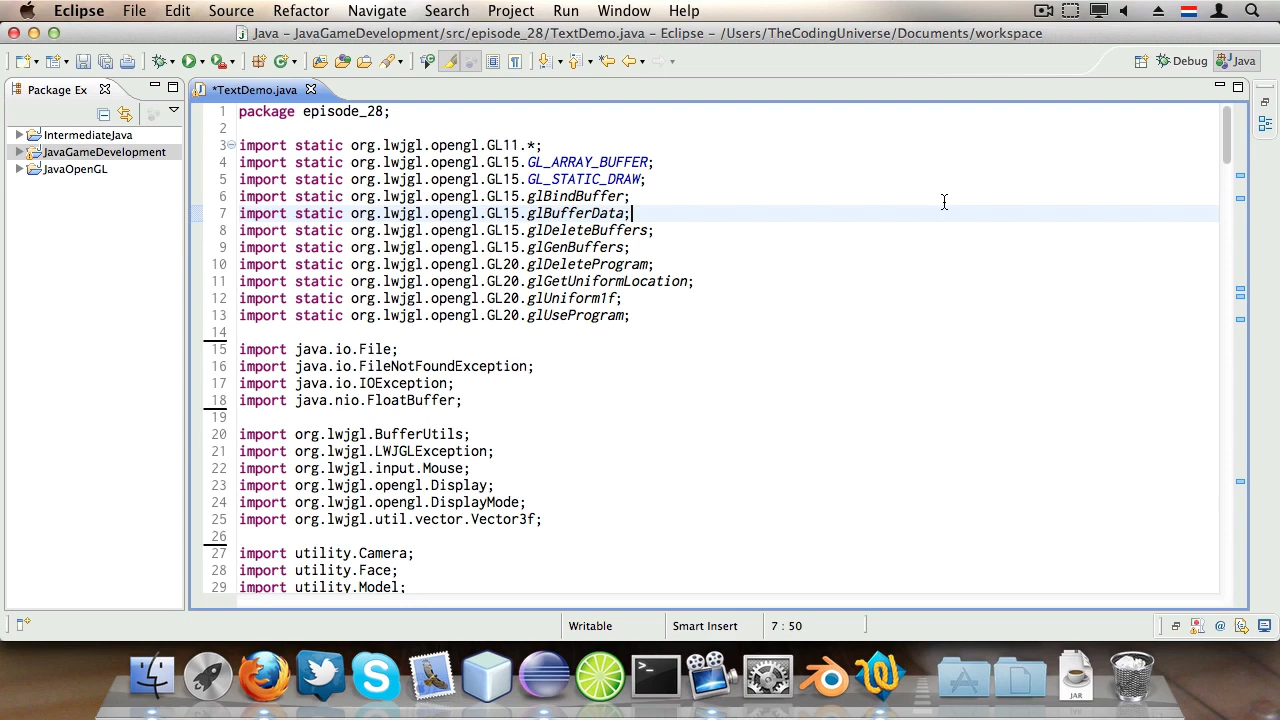 Eclipse File Edit Source Refactor Navigate Search Project Run Window Help
Java – JavaGameDevelopment/src/episode_28/TextDemo.java – Eclipse – /Users/TheCodingUniverse/Documents/workspace
Debug Java
Package Ex
*TextDemo.java
IntermediateJava
JavaGameDevelopment
JavaOpenGL
1 package episode_28;
2
3 import static org.lwjgl.opengl.GL11.*;
4 import static org.lwjgl.opengl.GL15.GL_ARRAY_BUFFER;
5 import static org.lwjgl.opengl.GL15.GL_STATIC_DRAW;
6 import static org.lwjgl.opengl.GL15.glBindBuffer;
7 import static org.lwjgl.opengl.GL15.glBufferData;
8 import static org.lwjgl.opengl.GL15.glDeleteBuffers;
9 import static org.lwjgl.opengl.GL15.glGenBuffers;
10 import static org.lwjgl.opengl.GL20.glDeleteProgram;
11 import static org.lwjgl.opengl.GL20.glGetUniformLocation;
12 import static org.lwjgl.opengl.GL20.glUniform1f;
13 import static org.lwjgl.opengl.GL20.glUseProgram;
14
15 import java.io.File;
16 import java.io.FileNotFoundException;
17 import java.io.IOException;
18 import java.nio.FloatBuffer;
19
20 import org.lwjgl.BufferUtils;
21 import org.lwjgl.LWJGLException;
22 import org.lwjgl.input.Mouse;
23 import org.lwjgl.opengl.Display;
24 import org.lwjgl.opengl.DisplayMode;
25 import org.lwjgl.util.vector.Vector3f;
26
27 import utility.Camera;
28 import utility.Face;
29 import utility.Model;
Writable Smart Insert 7 : 50
JAR